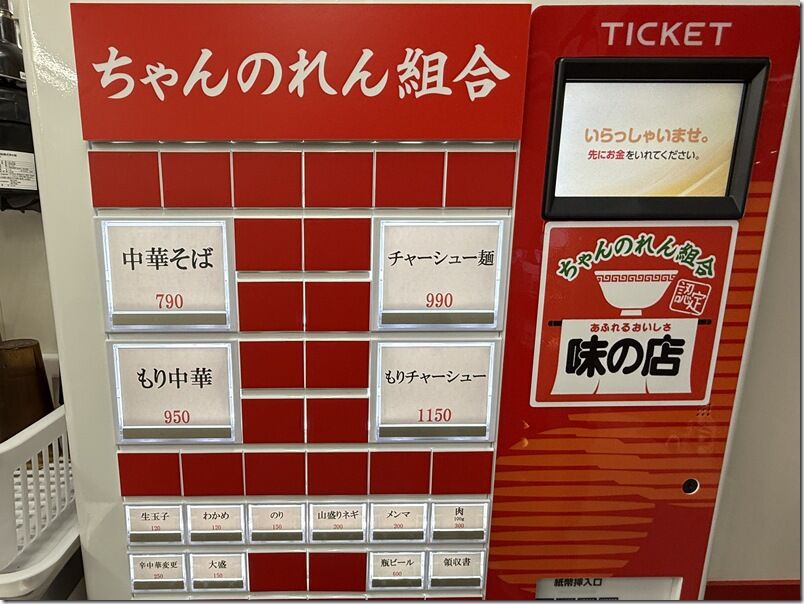 ちゃんのれん組合
TICKET
いらっしゃいませ。
先にお金をいれてください。
中華そば
790
チャーシュー麺
990
もり中華
950
もりチャーシュー
1150
ちゃんのれん組合
認定
あふれるおいしさ
味の店
生玉子
120
わかめ
120
のり
150
山盛りネギ
200
メンマ
200
肉
100g
300
辛中華変更
250
大盛
150
瓶ビール
600
領収書
紙幣挿入口